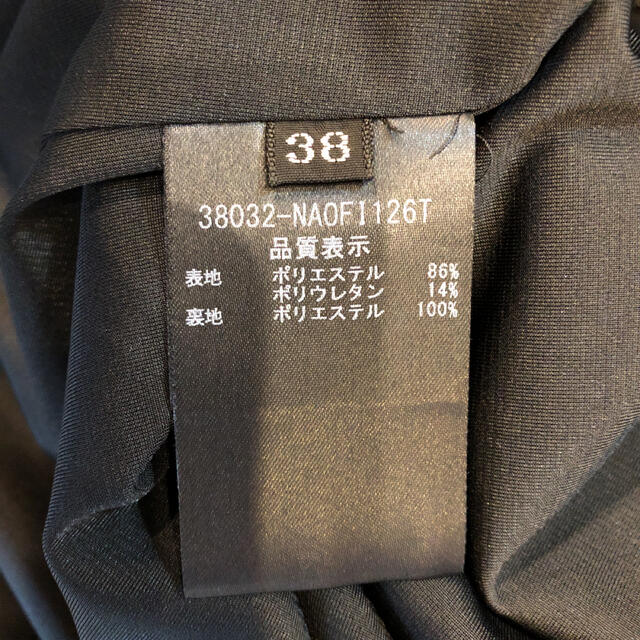 38
38032-NAOFI126T
品質表示
表地 ポリエステル 86%
ポリウレタン 14%
裏地 ポリエステル 100%